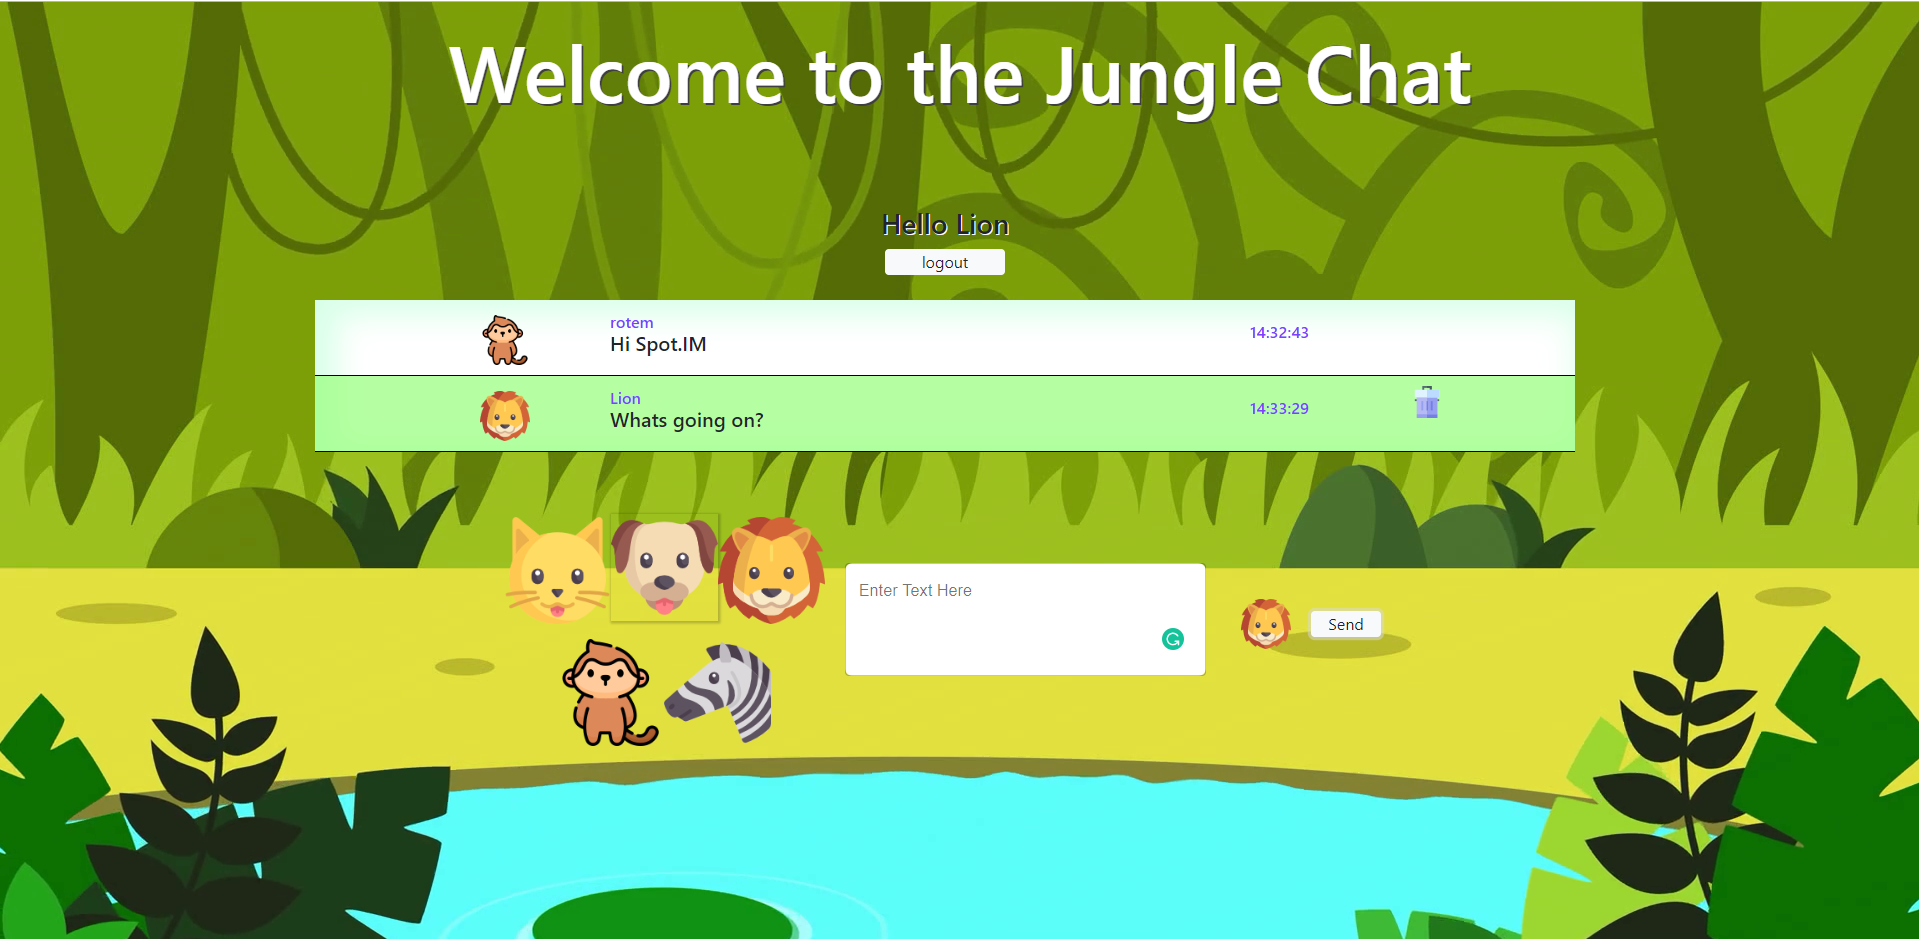 Welcome to the Jungle Chat
Hello Lion
logout
rotem
Hi Spot.IM
14:32:43
Lion
Whats going on?
14:33:29
Enter Text Here
Send